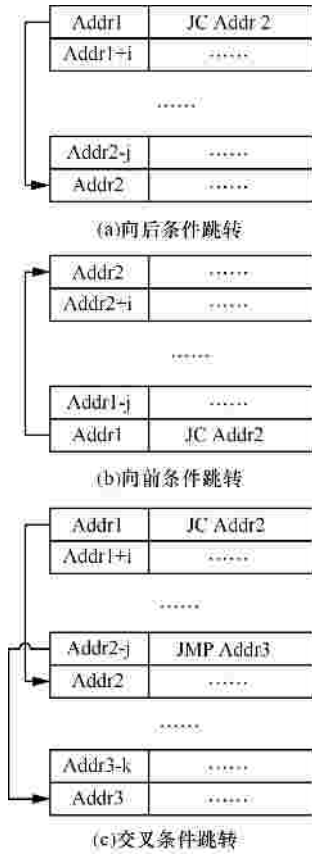 Addr1 JC Addr 2
Addr1+i ……
……
Addr2-j ……
Addr2 ……
(a)向后条件跳转
Addr2 ……
Addr2+i ……
……
Addr1-j ……
Addr1 JC Addr2
(b)向前条件跳转
Addr1 JC Addr2
Addr1+i ……
……
Addr2-j JMP Addr3
Addr2 ……
……
Addr3-k ……
Addr3 ……
(c)交叉条件跳转